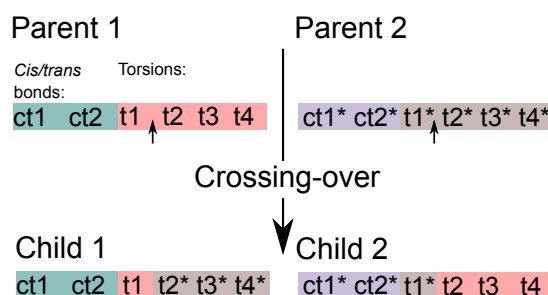 Parent 1
Parent 2
Cis/trans
bonds:
Torsions:
ct1 ct2 t1 t2 t3 t4
ct1* ct2* t1* t2* t3* t4*
Crossing-over
Child 1
Child 2
ct1 ct2 t1 t2* t3* t4*
ct1* ct2* t1* t2 t3 t4